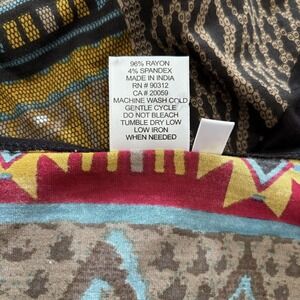 96% RAYON
4% SPANDEX
MADE IN INDIA
RN # 90312
CA # 20059
MACHINE WASH COLD
GENTLE CYCLE
DO NOT BLEACH
TUMBLE DRY LOW
LOW IRON
WHEN NEEDED